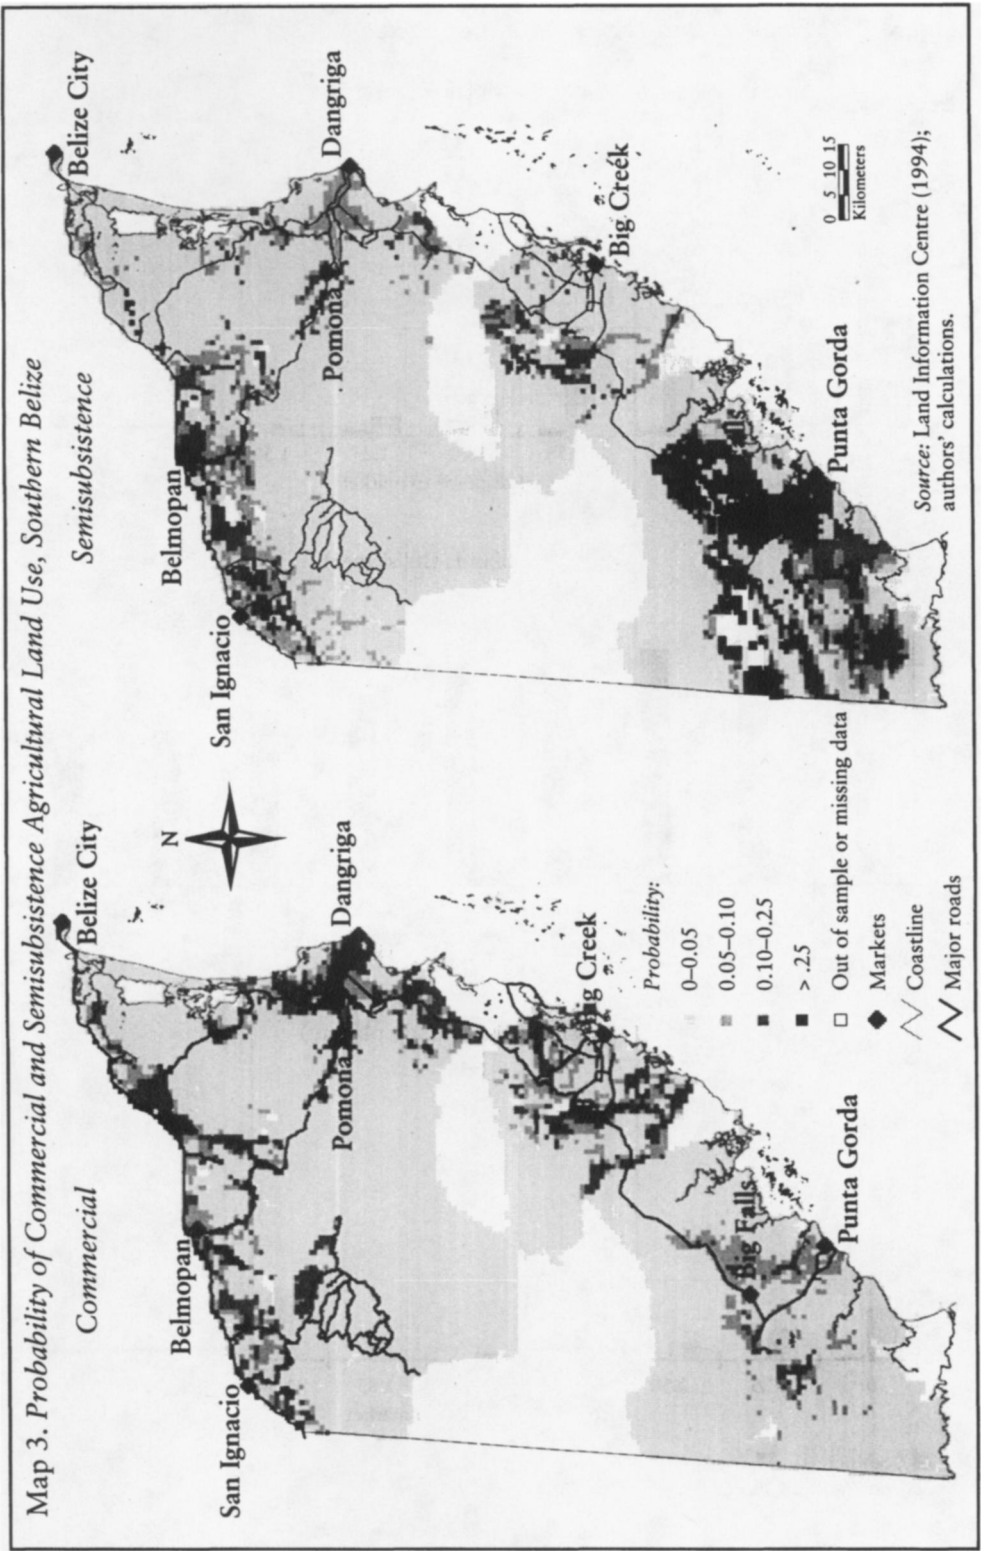 Map 3. Probability of Commercial and Semisubsistence Agricultural Land Use, Southern Belize
Commercial
Belize City
Belmopan
San Ignacio
Dangriga
Pomona
Creek
Big Falls
Punta Gorda
N
Probability:
0–0.05
0.05–0.10
0.10–0.25
> .25
Out of sample or missing data
Markets
Coastline
Major roads
Semisubsistence
Belize City
Belmopan
San Ignacio
Dangriga
Pomona
Big Creek
Punta Gorda
0 5 10 15
Kilometers
Source: Land Information Centre (1994);
authors' calculations.